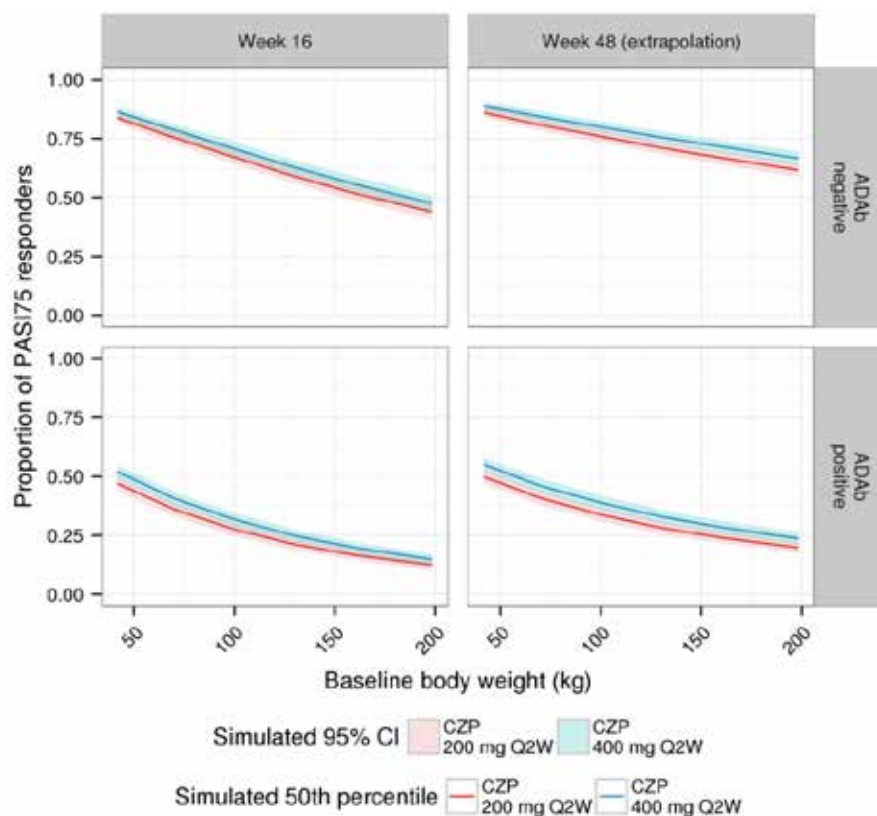 Week 16
Week 48 (extrapolation)
1.00
0.75
0.50
0.25
0.00
ADAb
negative
Proportion of PASI75 responders
1.00
0.75
0.50
0.25
0.00
ADAb
positive
50
100
150
200
50
100
150
200
Baseline body weight (kg)
Simulated 95% CI
CZP
200 mg Q2W
CZP
400 mg Q2W
Simulated 50th percentile
CZP
200 mg Q2W
CZP
400 mg Q2W